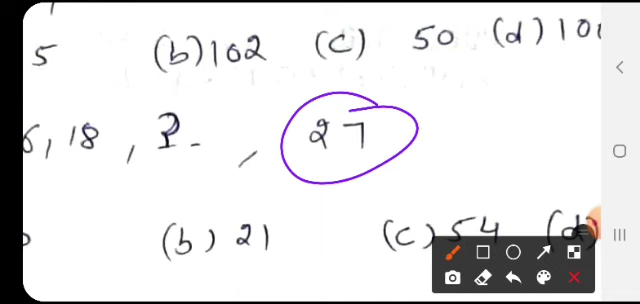 5 (b) 102 (c) 50 (d) 10
6, 18, ?, 27
(b) 21 (c) 54 (d)